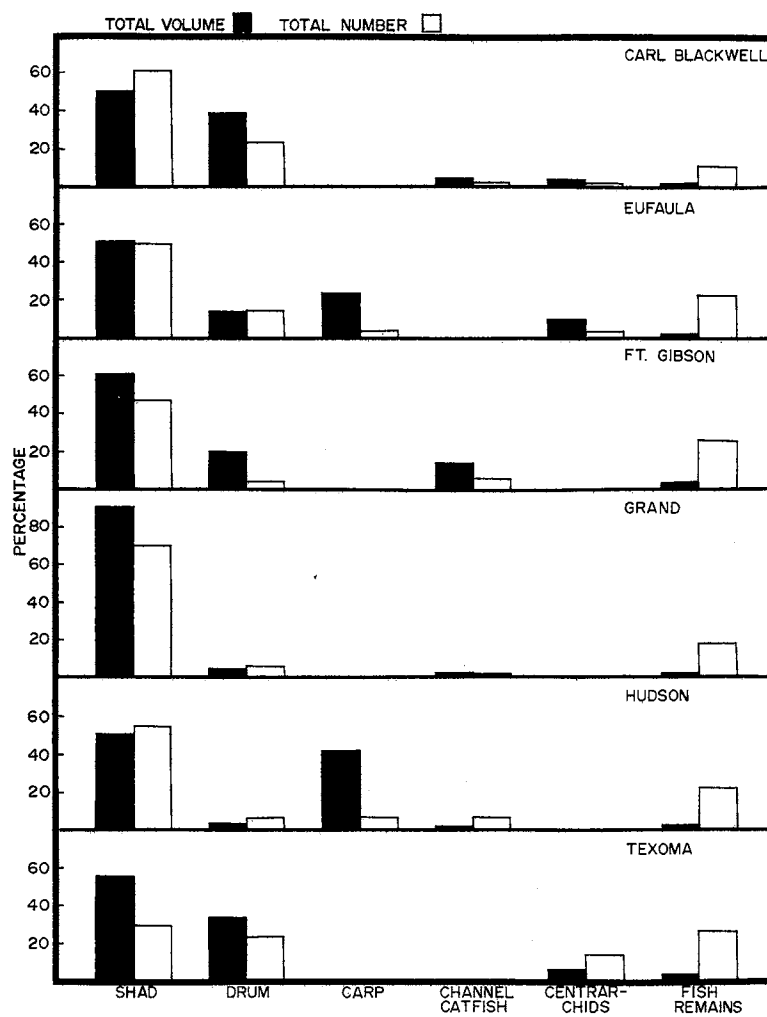 TOTAL VOLUME TOTAL NUMBER
CARL BLACKWELL
60
40
20
EUFAULA
60
40
20
FT. GIBSON
60
40
20
PERCENTAGE
GRAND
80
60
40
20
HUDSON
60
40
20
TEXOMA
60
40
20
SHAD DRUM CARP CHANNEL CENTRAR- FISH
CATFISH CHIDS REMAINS